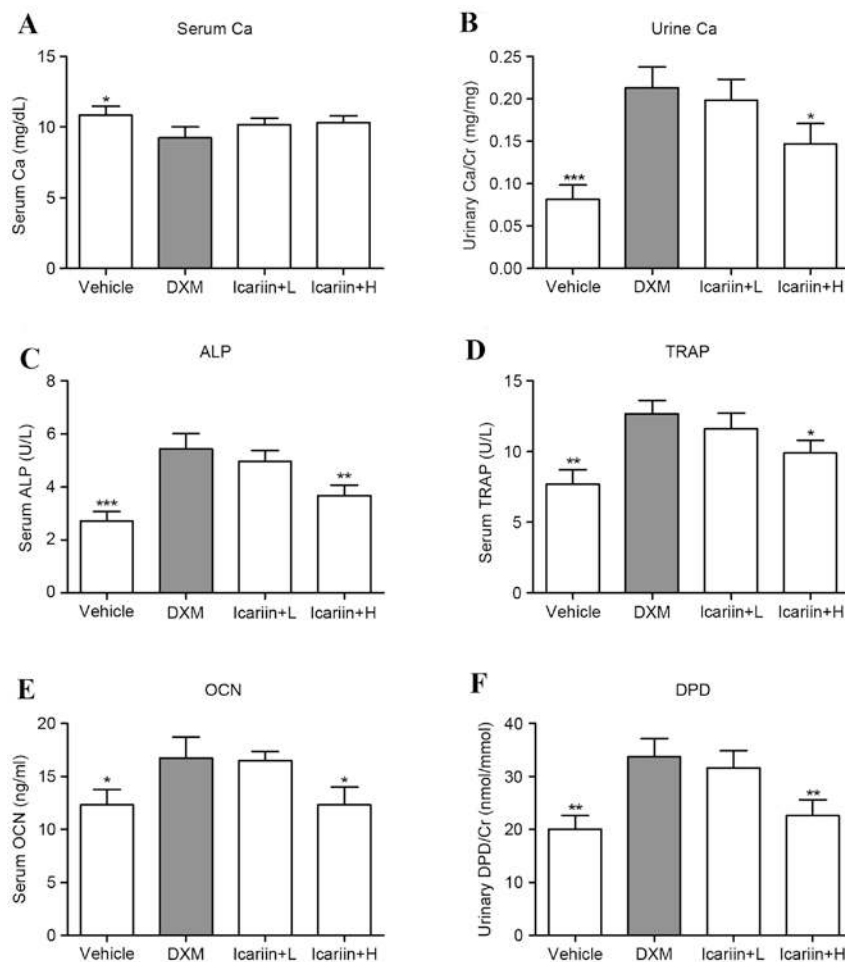 A
Serum Ca
Serum Ca (mg/dL)
15
10
5
0
*
Vehicle DXM Icariin+L Icariin+H
B
Urine Ca
Urinary Ca/Cr (mg/mg)
0.25
0.20
0.15
0.10
0.05
0.00
***
*
Vehicle DXM Icariin+L Icariin+H
C
ALP
Serum ALP (U/L)
8
6
4
2
0
***
**
Vehicle DXM Icariin+L Icariin+H
D
TRAP
Serum TRAP (U/L)
15
10
5
0
**
*
Vehicle DXM Icariin+L Icariin+H
E
OCN
Serum OCN (ng/ml)
20
15
10
5
0
*
*
Vehicle DXM Icariin+L Icariin+H
F
DPD
Urinary DPD/Cr (nmol/mmol)
40
30
20
10
0
**
**
Vehicle DXM Icariin+L Icariin+H